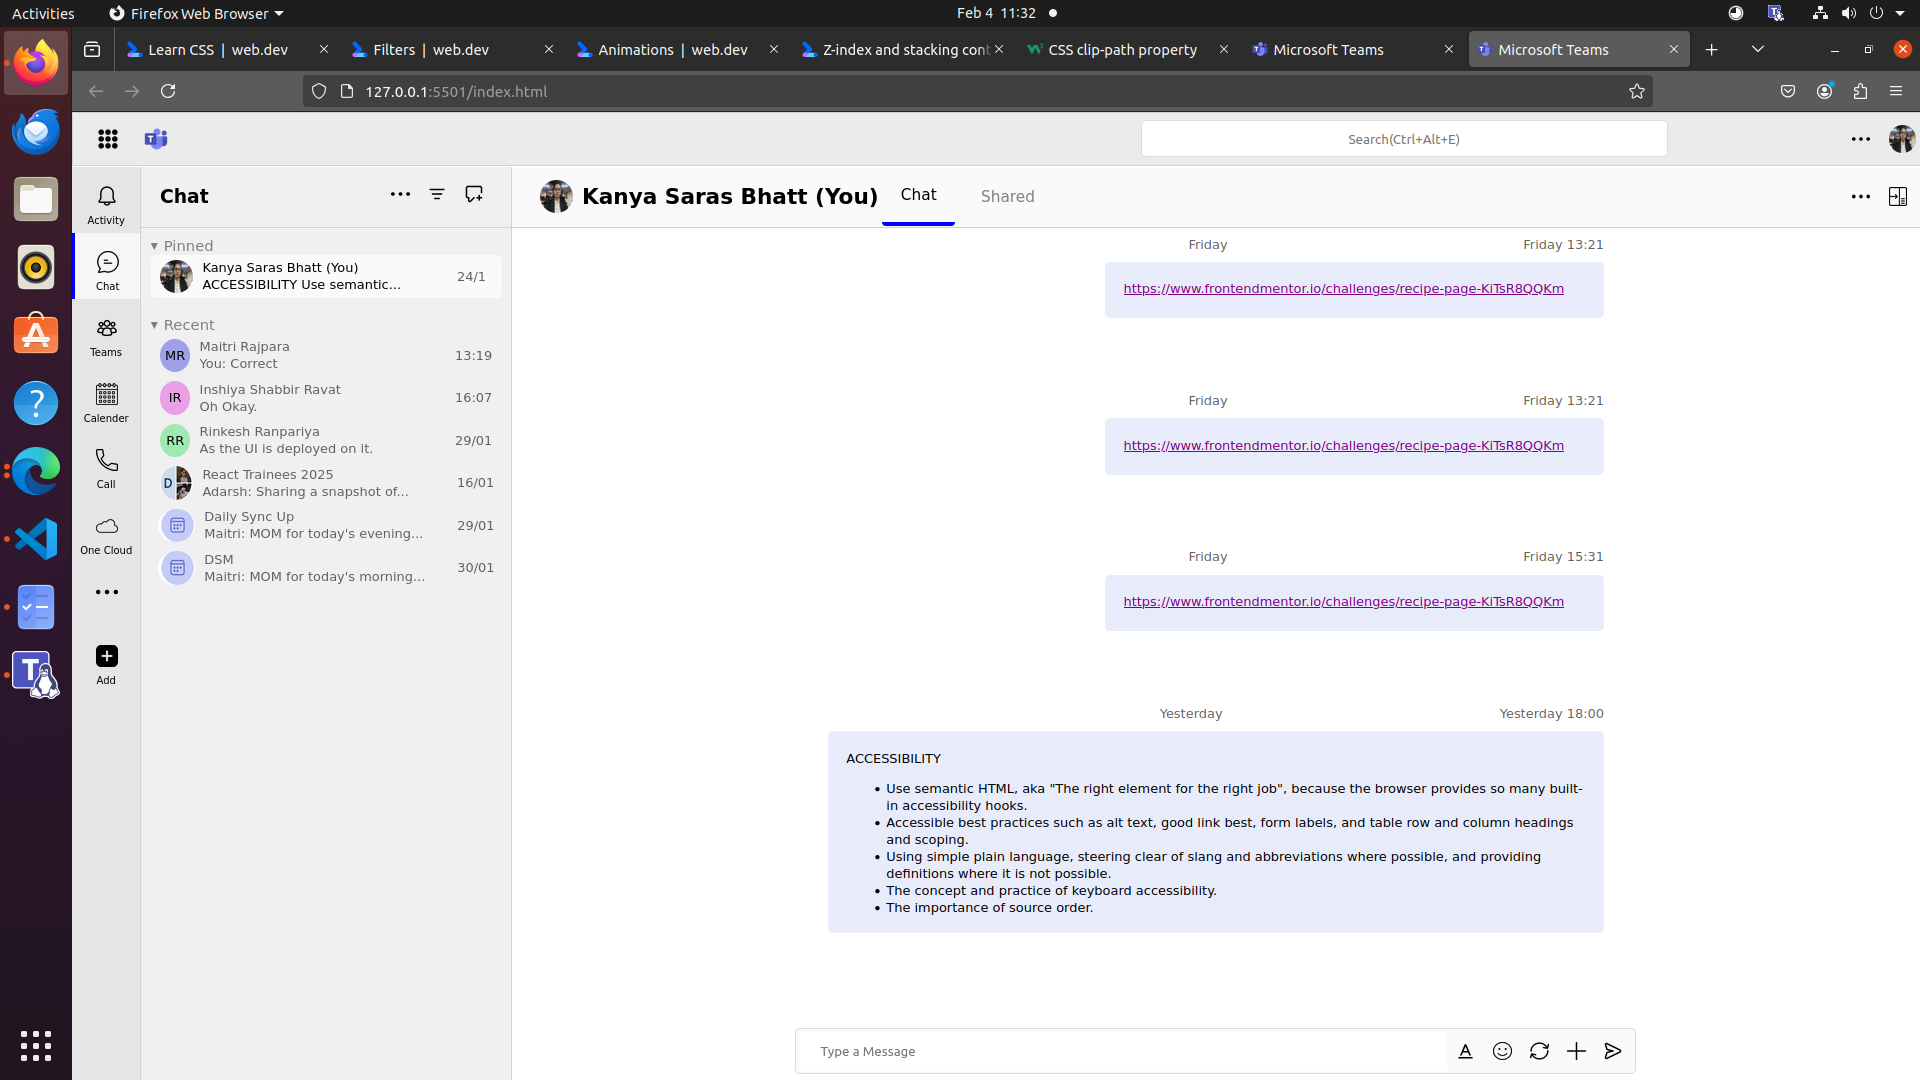 Activities
Firefox Web Browser
Feb 4 11:32
Learn CSS | web.dev
Filters | web.dev
Animations | web.dev
Z-index and stacking cont
CSS clip-path property
Microsoft Teams
Microsoft Teams
127.0.0.1:5501/index.html
Search(Ctrl+Alt+E)
Activity
Chat
Teams
Calender
Call
One Cloud
Add
Chat
Pinned
Kanya Saras Bhatt (You)
ACCESSIBILITY Use semantic...
24/1
Recent
MR
Maitri Rajpara
You: Correct
13:19
IR
Inshiya Shabbir Ravat
Oh Okay.
16:07
RR
Rinkesh Ranpariya
As the UI is deployed on it.
29/01
D
React Trainees 2025
Adarsh: Sharing a snapshot of...
16/01
Daily Sync Up
Maitri: MOM for today's evening...
29/01
DSM
Maitri: MOM for today's morning...
30/01
Kanya Saras Bhatt (You)
Chat
Shared
Friday
Friday 13:21
https://www.frontendmentor.io/challenges/recipe-page-KiTsR8QQKm
Friday
Friday 13:21
https://www.frontendmentor.io/challenges/recipe-page-KiTsR8QQKm
Friday
Friday 15:31
https://www.frontendmentor.io/challenges/recipe-page-KiTsR8QQKm
Yesterday
Yesterday 18:00
ACCESSIBILITY
• Use semantic HTML, aka "The right element for the right job", because the browser provides so many built-
in accessibility hooks.
• Accessible best practices such as alt text, good link best, form labels, and table row and column headings
and scoping.
• Using simple plain language, steering clear of slang and abbreviations where possible, and providing
definitions where it is not possible.
• The concept and practice of keyboard accessibility.
• The importance of source order.
Type a Message